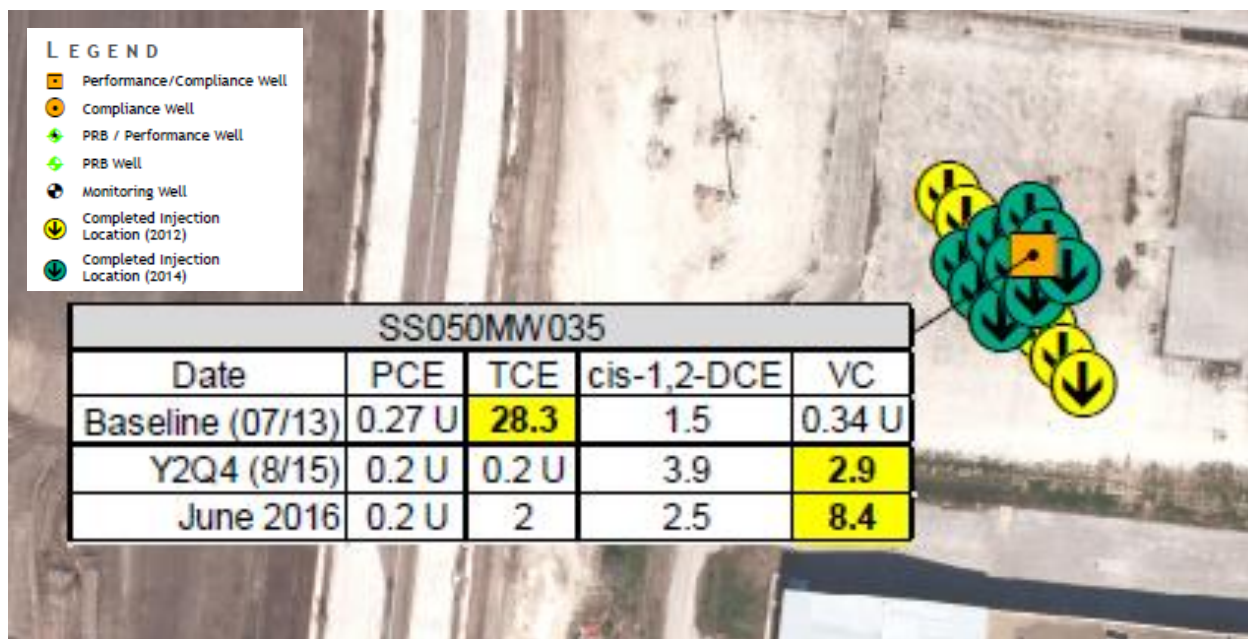 LEGEND
Performance/Compliance Well
Compliance Well
PRB / Performance Well
PRB Well
Monitoring Well
Completed Injection
Location (2012)
Completed Injection
Location (2014)
SS050MW035
Date PCE TCE cis-1,2-DCE VC
Baseline (07/13) 0.27 U 28.3 1.5 0.34 U
Y2Q4 (8/15) 0.2 U 0.2 U 3.9 2.9
June 2016 0.2 U 2 2.5 8.4